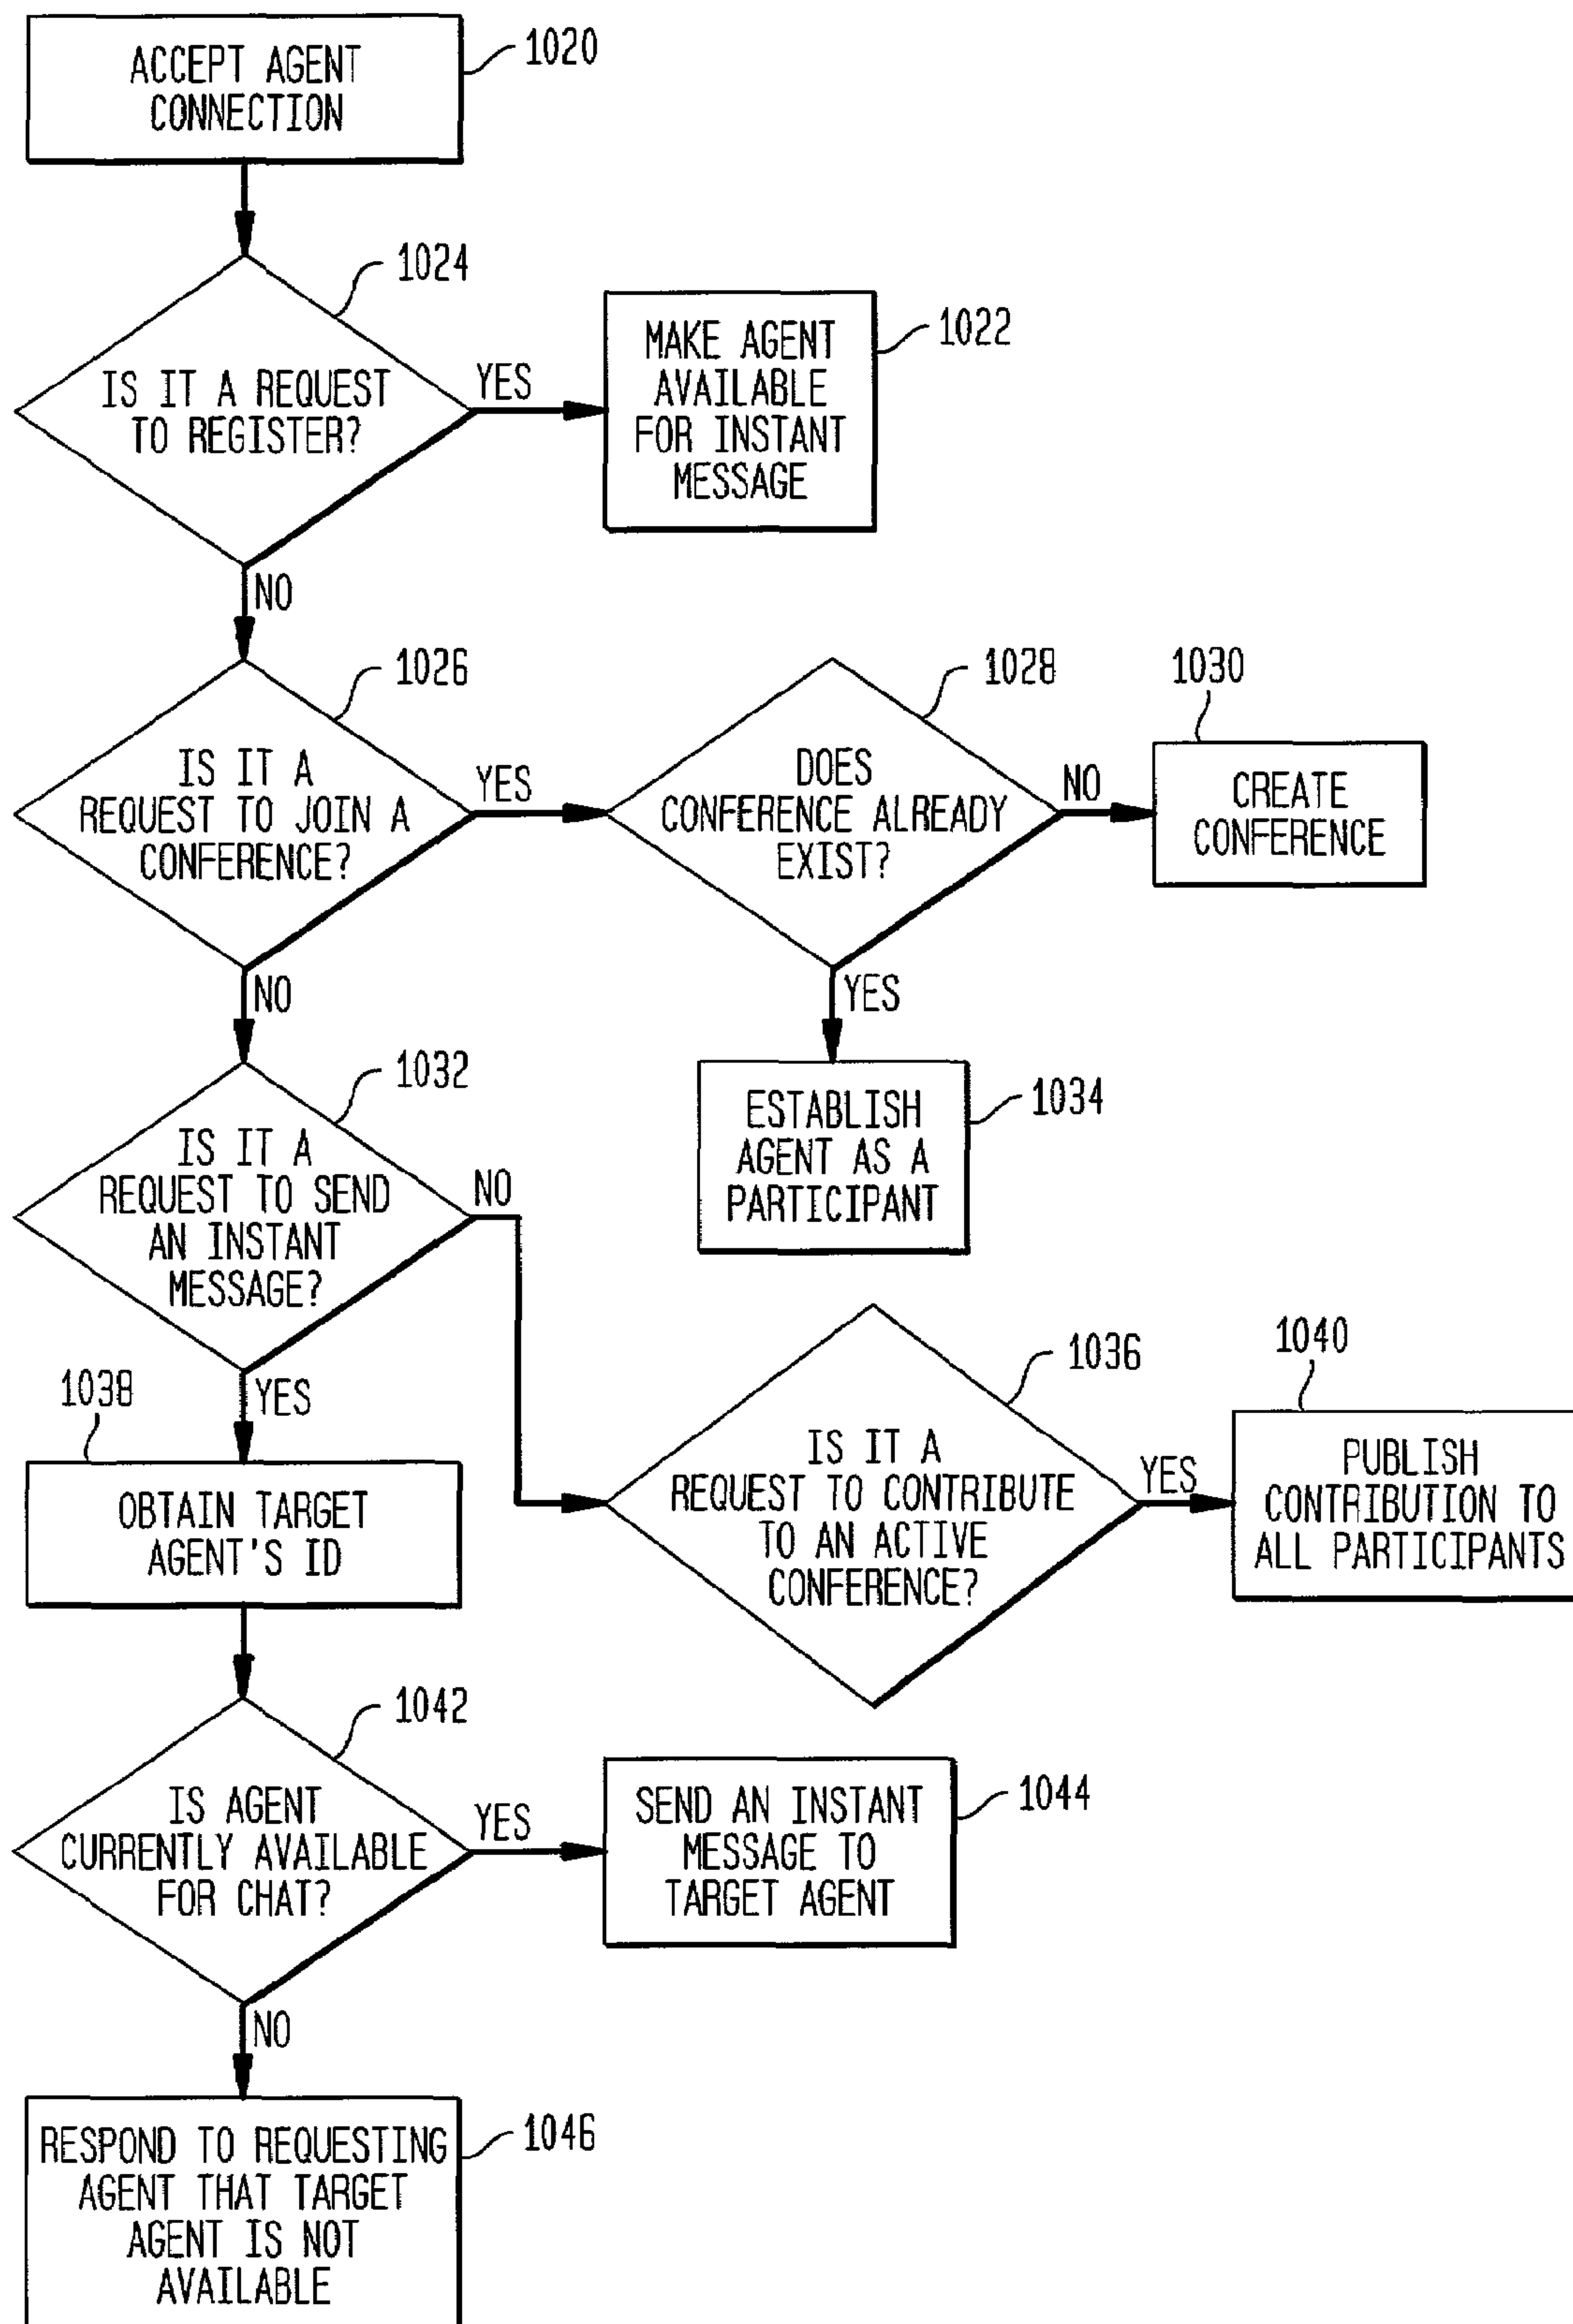 ACCEPT AGENT
CONNECTION
1020
1024
IS IT A REQUEST
TO REGISTER?
YES
MAKE AGENT
AVAILABLE
FOR INSTANT
MESSAGE
1022
NO
1026
IS IT A
REQUEST TO JOIN A
CONFERENCE?
YES
1028
DOES
CONFERENCE ALREADY
EXIST?
NO
1030
CREATE
CONFERENCE
NO
YES
1032
IS IT A
REQUEST TO SEND
AN INSTANT
MESSAGE?
NO
ESTABLISH
AGENT AS A
PARTICIPANT
1034
YES
1036
IS IT A
REQUEST TO CONTRIBUTE
TO AN ACTIVE
CONFERENCE?
YES
1040
PUBLISH
CONTRIBUTION TO
ALL PARTICIPANTS
1038
OBTAIN TARGET
AGENT'S ID
1042
IS AGENT
CURRENTLY AVAILABLE
FOR CHAT?
YES
SEND AN INSTANT
MESSAGE TO
TARGET AGENT
1044
NO
RESPOND TO REQUESTING
AGENT THAT TARGET
AGENT IS NOT
AVAILABLE
1046